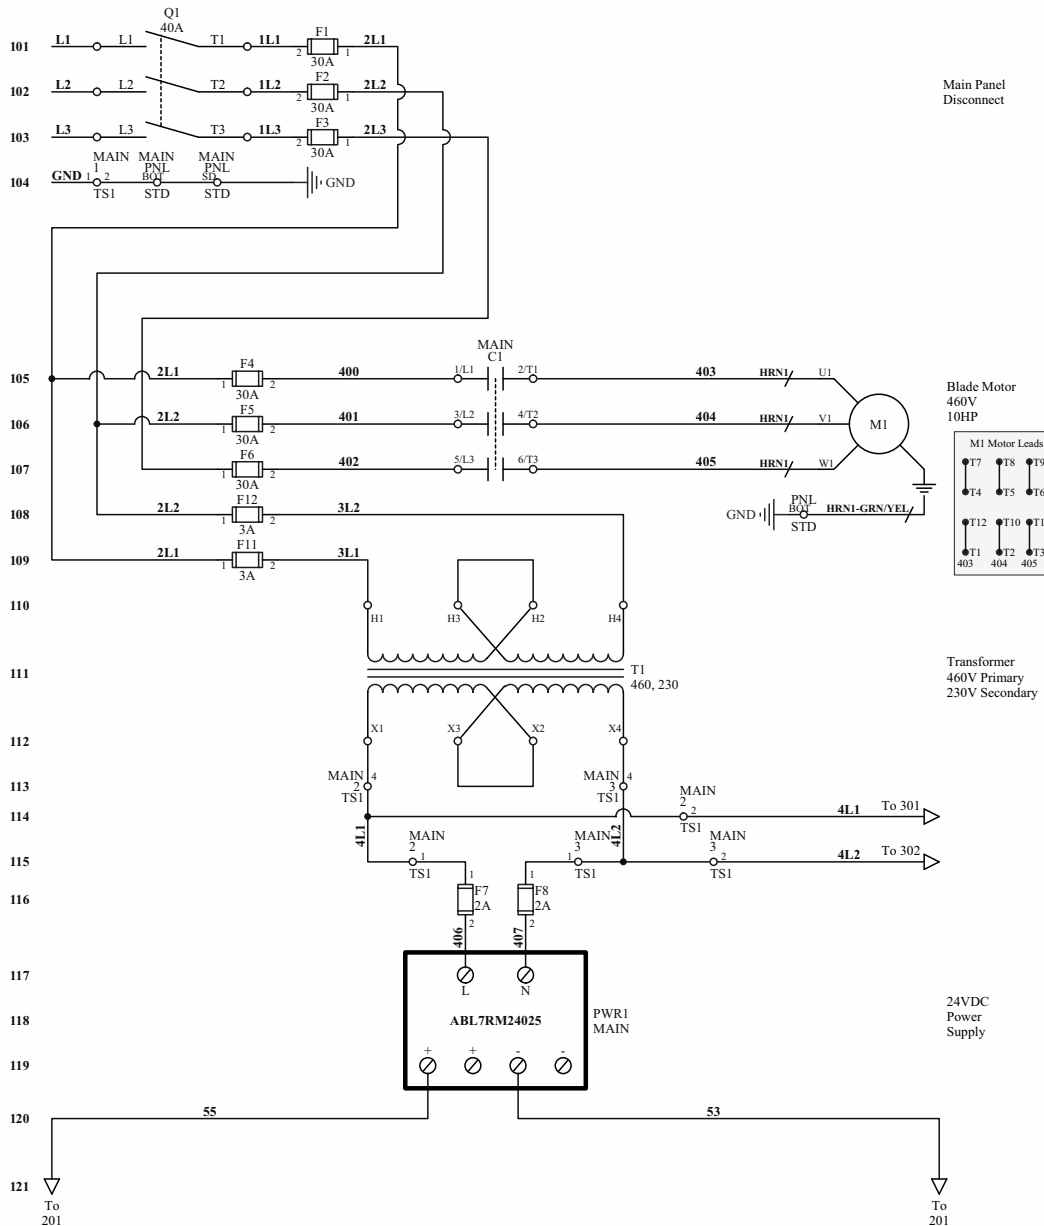 Q1
40A
101 L1 L1 T1 1L1 F1 2 1 30A 2L1
102 L2 L2 T2 1L2 F2 2 1 30A 2L2
Main Panel
Disconnect
103 L3 L3 T3 1L3 F3 2 1 30A 2L3
MAIN MAIN MAIN
1 PNL PNL
104 GND 1 2 BOT SD GND
TS1 STD STD
MAIN
C1
105 2L1 F4 1 2 30A 400 1/L1 2/T1 403 HRN1 U1
106 2L2 F5 1 2 30A 401 3/L2 4/T2 404 HRN1 V1 M1
107 F6 1 2 30A 402 5/L3 6/T3 405 HRN1 W1
Blade Motor
460V
10HP
M1 Motor Leads
T7 T8 T9
T4 T5 T6
T12 T10 T1
T1 T2 T3
403 404 405
108 2L2 F12 1 2 3A 3L2
GND PNL BOT STD HRN1-GRN/YEL
109 2L1 F11 1 2 3A 3L1
110
H1 H3 H2 H4
111
T1
460, 230
Transformer
460V Primary
230V Secondary
X1 X3 X2 X4
112
MAIN 4 MAIN 4
113 2 3
TS1 TS1
MAIN
2
114 2 4L1 To 301
TS1
4L1 4L2
MAIN MAIN MAIN
2 3 3
115 1 1 2 4L2 To 302
TS1 TS1 TS1
1 1
116 F7 2A F8 2A
2 2
406 407
117
L N
24VDC
Power
Supply
118 ABL7RM24025
PWR1
MAIN
+ + - -
119
120 55 53
121
To
201
To
201